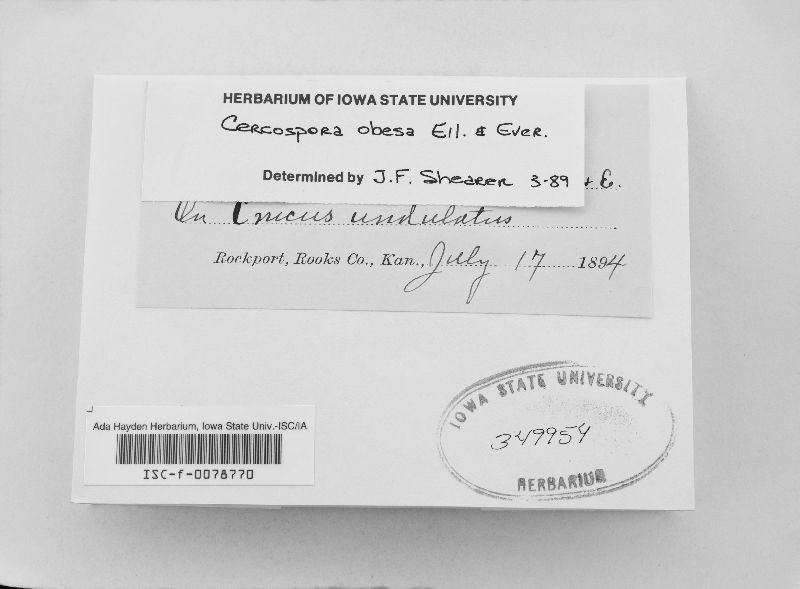 HERBARIUM OF IOWA STATE UNIVERSITY
Cercospora obesa Ell. & Ever.
Determined by J.F. Shearer 3-89
& E.
On Cnicus undulatus
Rockport, Rooks Co., Kan., July 17 1894
IOWA STATE UNIVERSITY
349954
HERBARIUM
Ada Hayden Herbarium, Iowa State Univ.-ISC/IA
ISC-f-0078770